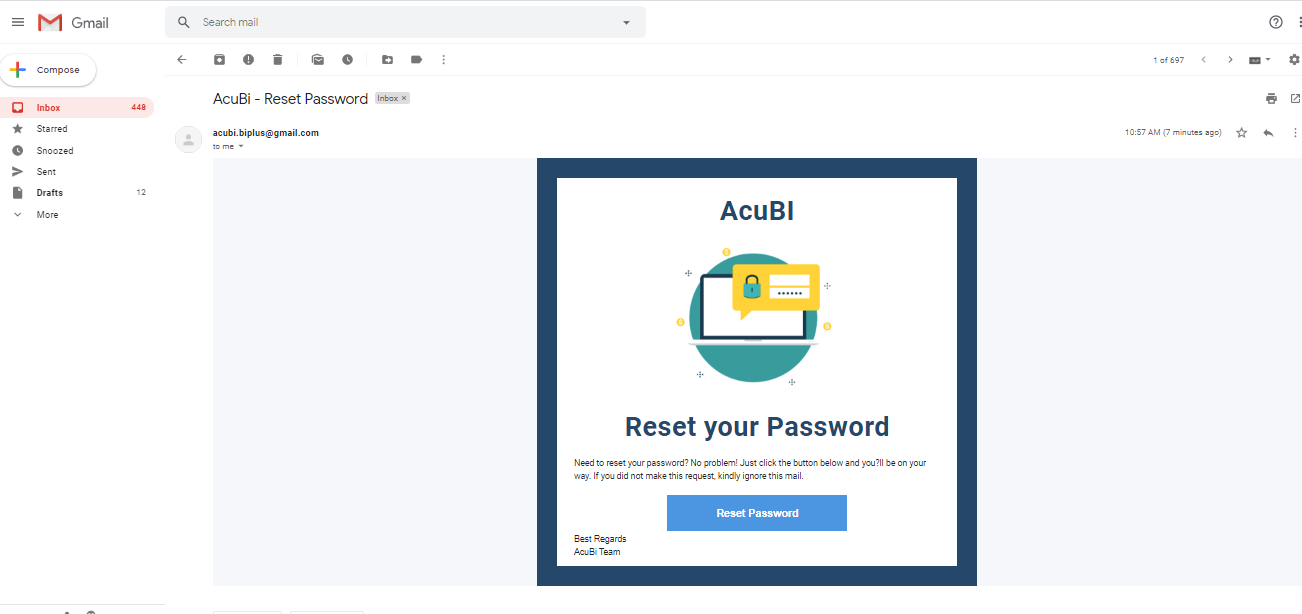 Gmail
Search mail
Compose
1 of 697
Inbox 448
Starred
Snoozed
Sent
Drafts 12
More
AcuBi - Reset Password Inbox ×
acubi.biplus@gmail.com
10:57 AM (7 minutes ago)
to me
AcuBI
Reset your Password
Need to reset your password? No problem! Just click the button below and you?ll be on your
way. If you did not make this request, kindly ignore this mail.
Reset Password
Best Regards
AcuBi Team